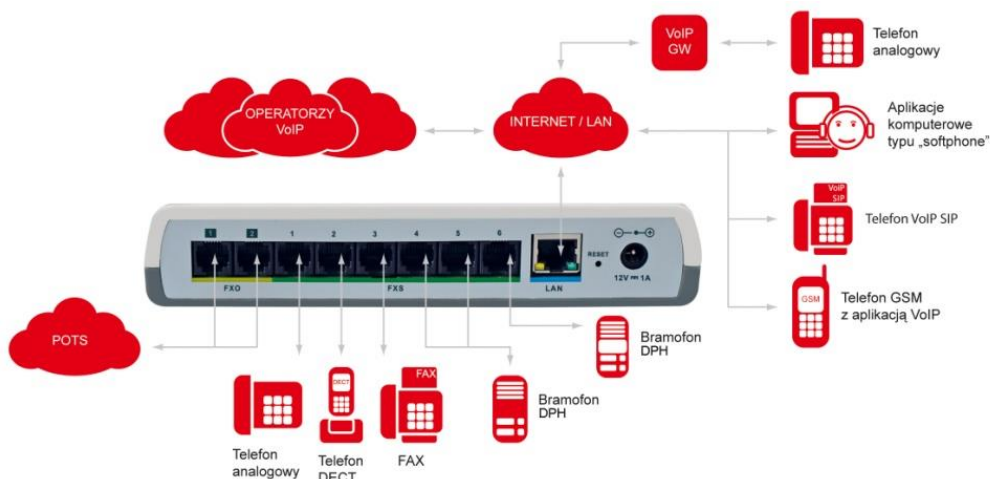 VoIP
GW
Telefon
analogowy
OPERATORZY
VoIP
INTERNET / LAN
Aplikacje
komputerowe
typu „softphone”
VoIP
SIP
Telefon VoIP SIP
1 2 1 2 3 4 5 6
RESET
12V 1A
FXO FXS LAN
GSM
Telefon GSM
z aplikacją VoIP
POTS
Bramofon
DPH
DECT
FAX
Bramofon
DPH
Telefon
analogowy
Telefon
DECT
FAX